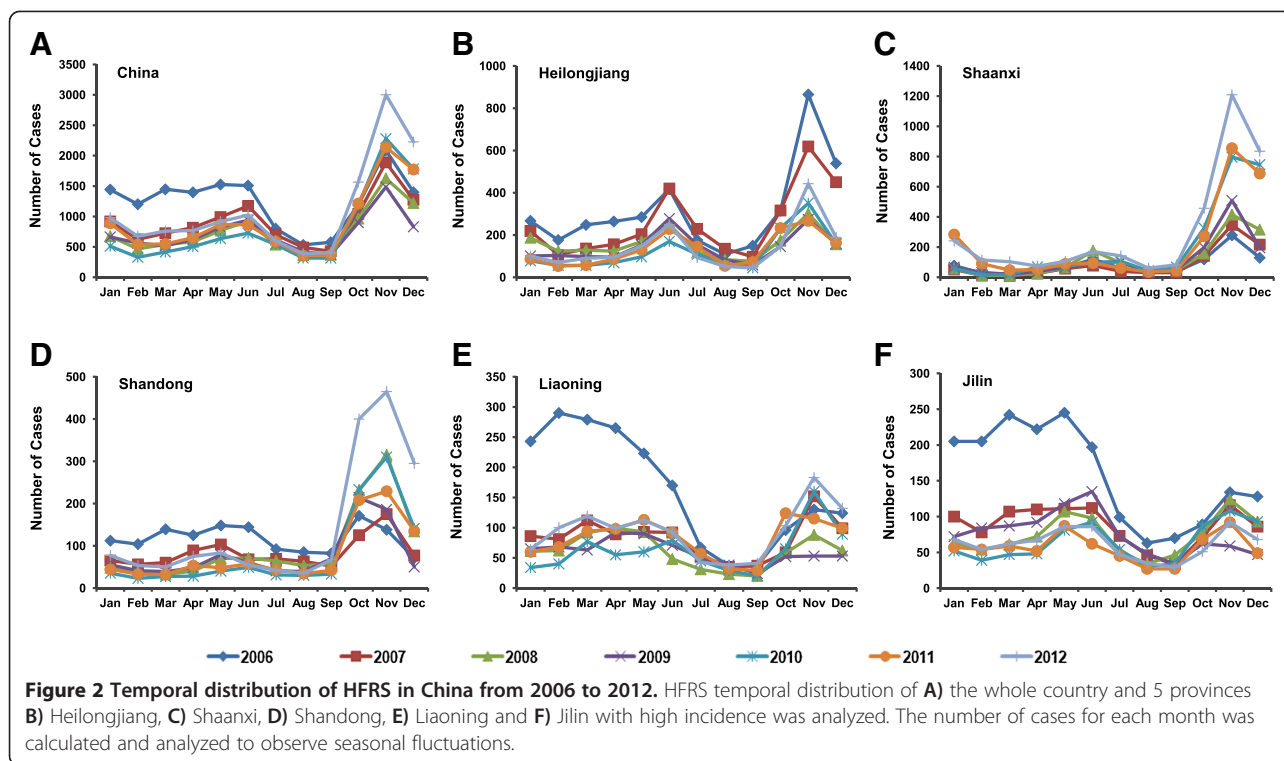 A
China
Number of Cases
3500
3000
2500
2000
1500
1000
500
0
Jan Feb Mar Apr May Jun Jul Aug Sep Oct Nov Dec
B
Heilongjiang
Number of Cases
1000
800
600
400
200
0
Jan Feb Mar Apr May Jun Jul Aug Sep Oct Nov Dec
C
Shaanxi
Number of Cases
1400
1200
1000
800
600
400
200
0
Jan Feb Mar Apr May Jun Jul Aug Sep Oct Nov Dec
D
Shandong
Number of Cases
500
400
300
200
100
0
Jan Feb Mar Apr May Jun Jul Aug Sep Oct Nov Dec
E
Liaoning
Number of Cases
350
300
250
200
150
100
50
0
Jan Feb Mar Apr May Jun Jul Aug Sep Oct Nov Dec
F
Jilin
Number of Cases
300
250
200
150
100
50
0
Jan Feb Mar Apr May Jun Jul Aug Sep Oct Nov Dec
2006 2007 2008 2009 2010 2011 2012
Figure 2 Temporal distribution of HFRS in China from 2006 to 2012. HFRS temporal distribution of A) the whole country and 5 provinces
B) Heilongjiang, C) Shaanxi, D) Shandong, E) Liaoning and F) Jilin with high incidence was analyzed. The number of cases for each month was
calculated and analyzed to observe seasonal fluctuations.